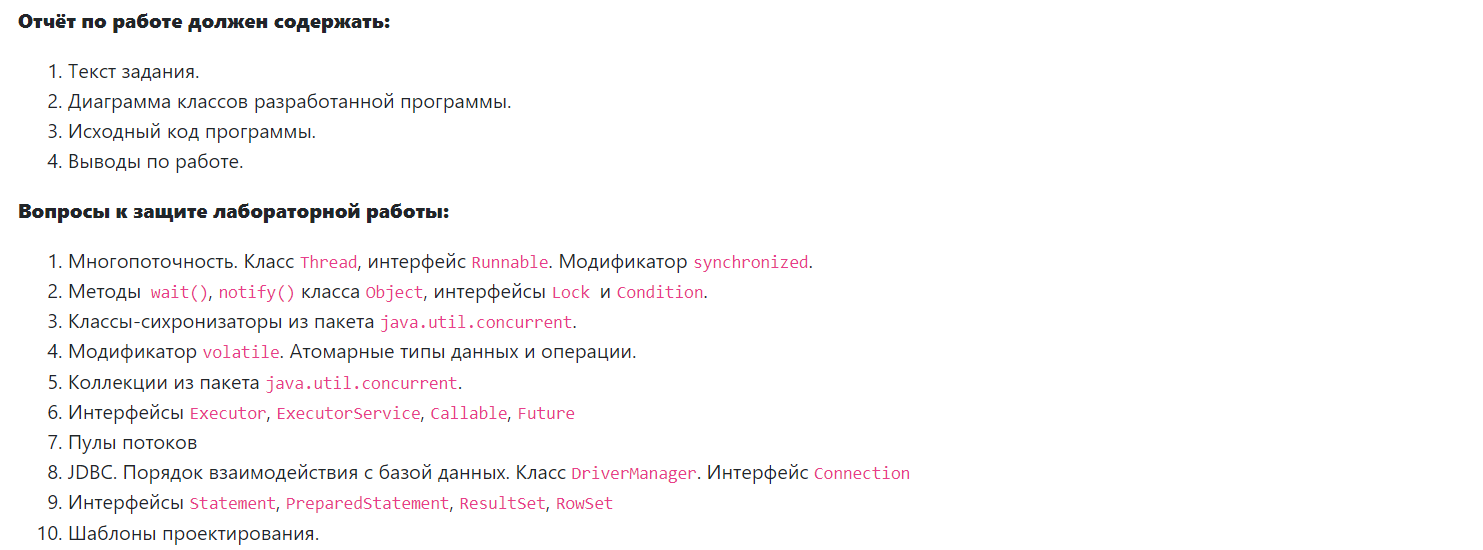 Отчёт по работе должен содержать:
1. Текст задания.
2. Диаграмма классов разработанной программы.
3. Исходный код программы.
4. Выводы по работе.
Вопросы к защите лабораторной работы:
1. Многопоточность. Класс Thread, интерфейс Runnable. Модификатор synchronized.
2. Методы wait(), notify() класса Object, интерфейсы Lock и Condition.
3. Классы-сихронизаторы из пакета java.util.concurrent.
4. Модификатор volatile. Атомарные типы данных и операции.
5. Коллекции из пакета java.util.concurrent.
6. Интерфейсы Executor, ExecutorService, Callable, Future
7. Пулы потоков
8. JDBC. Порядок взаимодействия с базой данных. Класс DriverManager. Интерфейс Connection
9. Интерфейсы Statement, PreparedStatement, ResultSet, RowSet
10. Шаблоны проектирования.